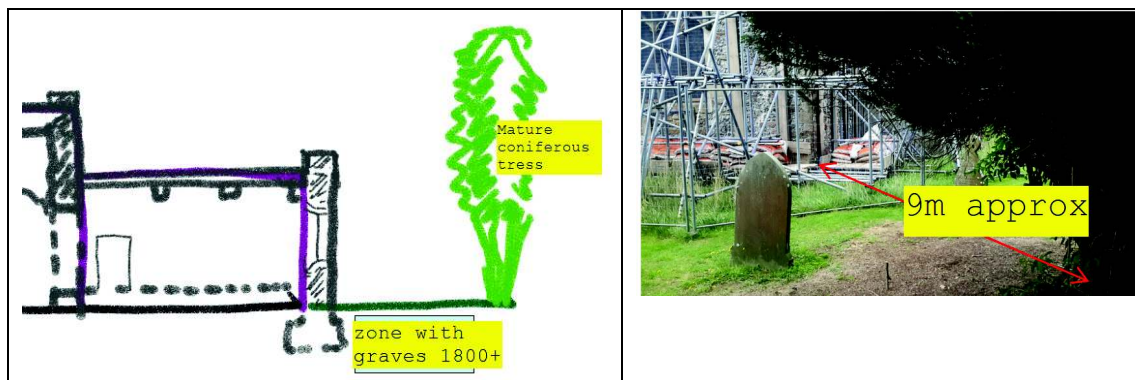 Mature
coniferous
tress
zone with
graves 1800+
9m approx